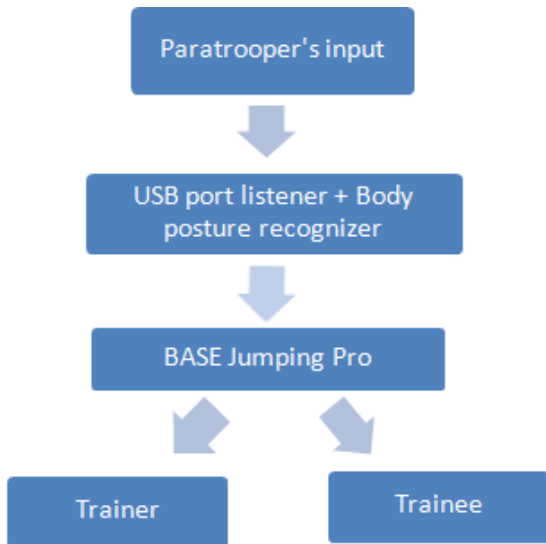 Paratrooper's input
USB port listener + Body
posture recognizer
BASE Jumping Pro
Trainer
Trainee